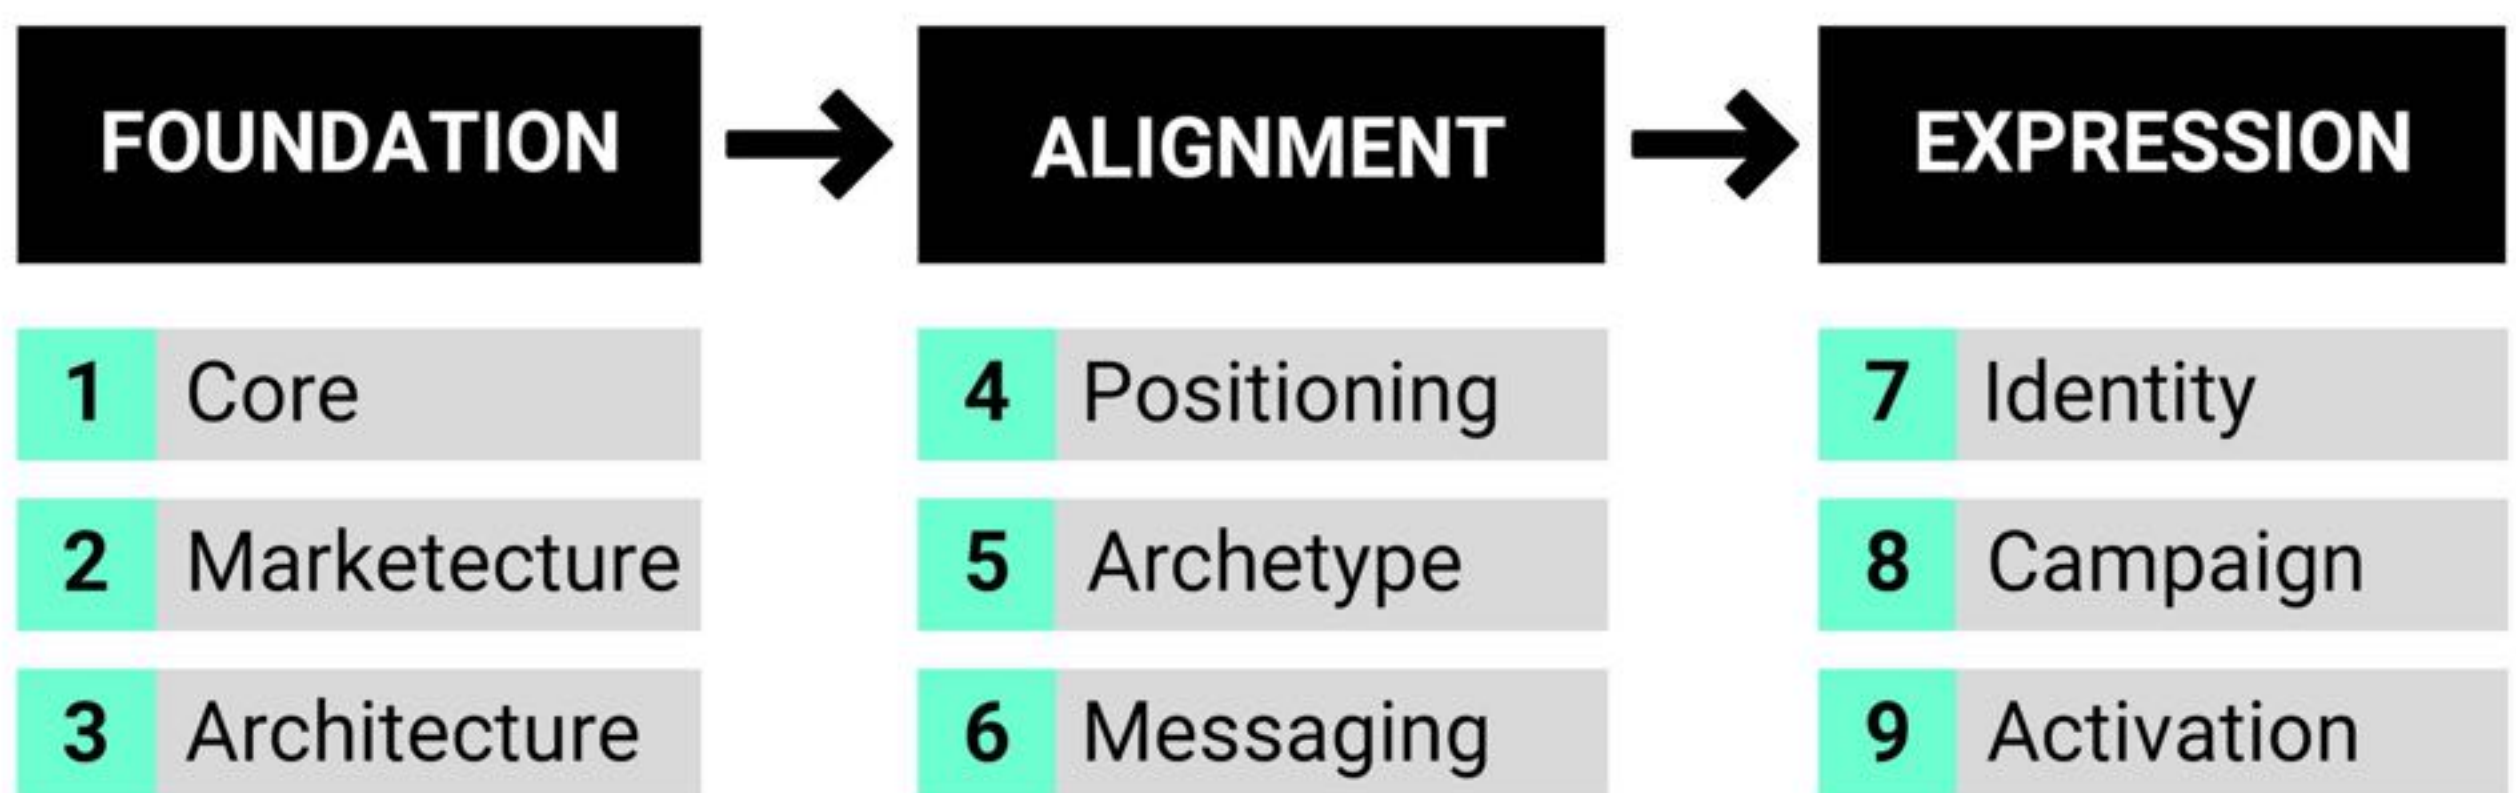 FOUNDATION
ALIGNMENT
EXPRESSION
1 Core
2 Marketecture
3 Architecture
4 Positioning
5 Archetype
6 Messaging
7 Identity
8 Campaign
9 Activation